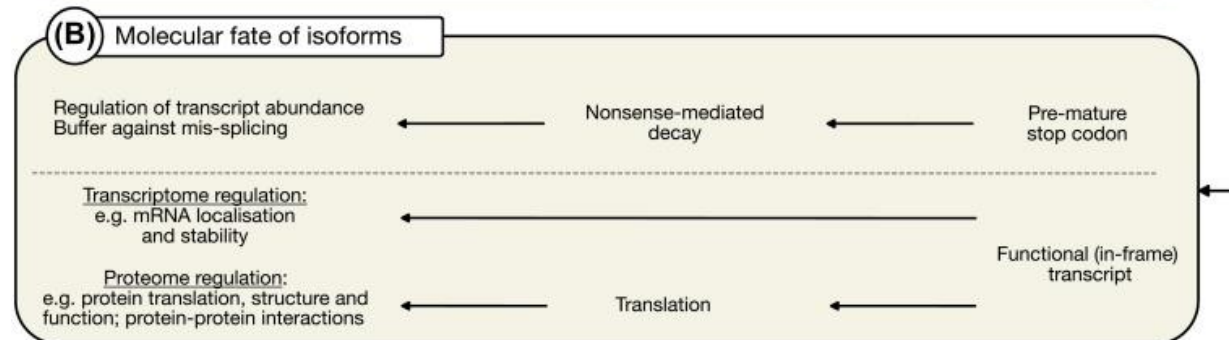 (B) Molecular fate of isoforms
Regulation of transcript abundance
Buffer against mis-splicing
Nonsense-mediated
decay
Pre-mature
stop codon
Transcriptome regulation:
e.g. mRNA localisation
and stability
Functional (in-frame)
transcript
Proteome regulation:
e.g. protein translation, structure and
function; protein-protein interactions
Translation